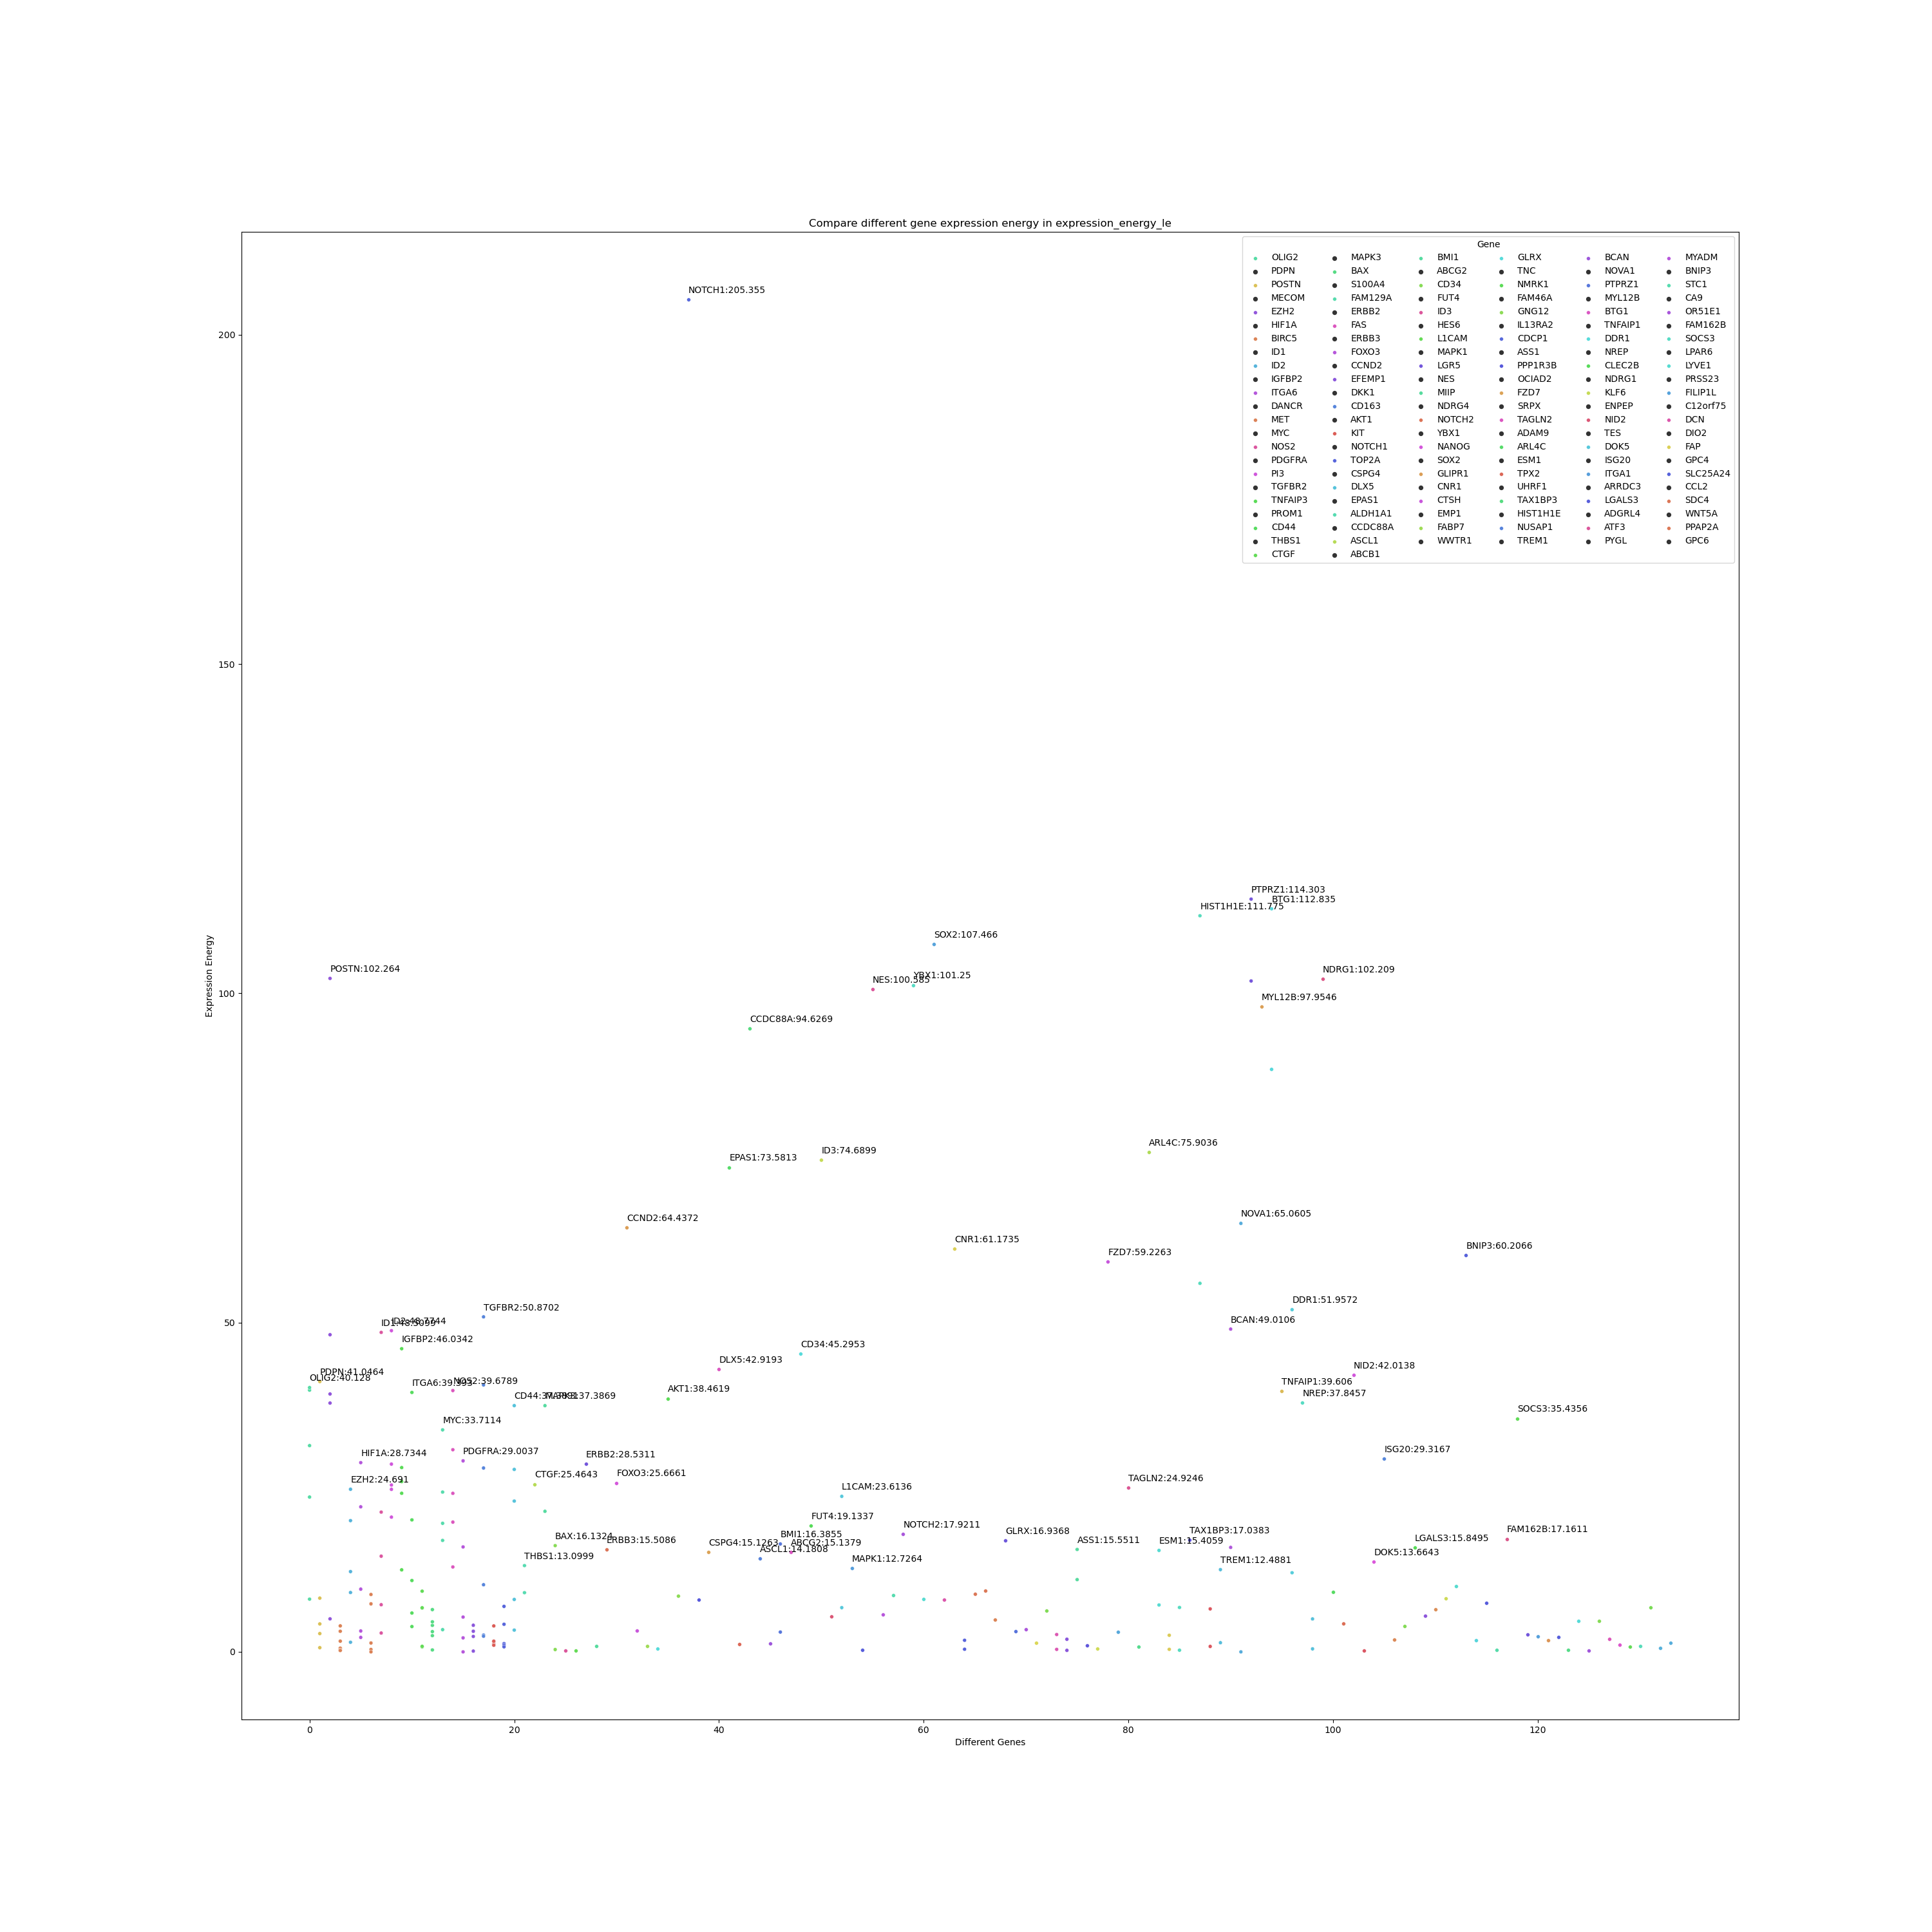 Compare different gene expression energy in expression_energy_le
Gene
OLIG2 MAPK3 BMI1 GLRX BCAN MYADM
PDPN BAX ABCG2 TNC NOVA1 BNIP3
POSTN S100A4 CD34 NMRK1 PTPRZ1 STC1
MECOM FAM129A FUT4 FAM46A MYL12B CA9
EZH2 ERBB2 ID3 GNG12 BTG1 OR51E1
HIF1A FAS HES6 IL13RA2 TNFAIP1 FAM162B
BIRC5 ERBB3 L1CAM CDCP1 DDR1 SOCS3
ID1 FOXO3 MAPK1 ASS1 NREP LPAR6
ID2 CCND2 LGR5 PPP1R3B CLEC2B LYVE1
IGFBP2 EFEMP1 NES OCIAD2 NDRG1 PRSS23
ITGA6 DKK1 MIIP FZD7 KLF6 FILIP1L
DANCR CD163 NDRG4 SRPX ENPEP C12orf75
MET AKT1 NOTCH2 TAGLN2 NID2 DCN
MYC KIT YBX1 ADAM9 TES DIO2
NOS2 NOTCH1 NANOG ARL4C DOK5 FAP
PDGFRA TOP2A SOX2 ESM1 ISG20 GPC4
PI3 CSPG4 GLIPR1 TPX2 ITGA1 SLC25A24
TGFBR2 DLX5 CNR1 UHRF1 ARRDC3 CCL2
TNFAIP3 EPAS1 CTSH TAX1BP3 LGALS3 SDC4
PROM1 ALDH1A1 EMP1 HIST1H1E ADGRL4 WNT5A
CD44 CCDC88A FABP7 NUSAP1 ATF3 PPAP2A
THBS1 ASCL1 WWTR1 TREM1 PYGL GPC6
CTGF ABCB1
NOTCH1:205.355
200
150
PTPRZ1:114.303
BTG1:112.835
HIST1H1E:111.775
SOX2:107.466
POSTN:102.264
NDRG1:102.209
YBX1:101.25
NES:100.585
100
MYL12B:97.9546
CCDC88A:94.6269
ARL4C:75.9036
ID3:74.6899
EPAS1:73.5813
CCND2:64.4372
NOVA1:65.0605
CNR1:61.1735
BNIP3:60.2066
FZD7:59.2263
DDR1:51.9572
TGFBR2:50.8702
50
BCAN:49.0106
ID2:48.7744
IGFBP2:46.0342
CD34:45.2953
DLX5:42.9193
NID2:42.0138
PDPN:41.0464
OLIG2:40.128
NOS2:39.6789
TNFAIP1:39.606
AKT1:38.4619
NREP:37.8457
SOCS3:35.4356
MYC:33.7114
HIF1A:28.7344
PDGFRA:29.0037
ISG20:29.3167
ERBB2:28.5311
FOXO3:25.6661
CTGF:25.4643
TAGLN2:24.9246
EZH2:24.691
L1CAM:23.6136
FUT4:19.1337
NOTCH2:17.9211
GLRX:16.9368
TAX1BP3:17.0383
FAM162B:17.1611
BAX:16.1324
ERBB3:15.5086
BMI1:16.3855
CSPG4:15.1263
ABCG2:15.1379
ASS1:15.5511
ESM1:15.4059
LGALS3:15.8495
ASCL1:14.1808
DOK5:13.6643
THBS1:13.0999
MAPK1:12.7264
TREM1:12.4881
0
Expression Energy
0 20 40 60 80 100 120
Different Genes